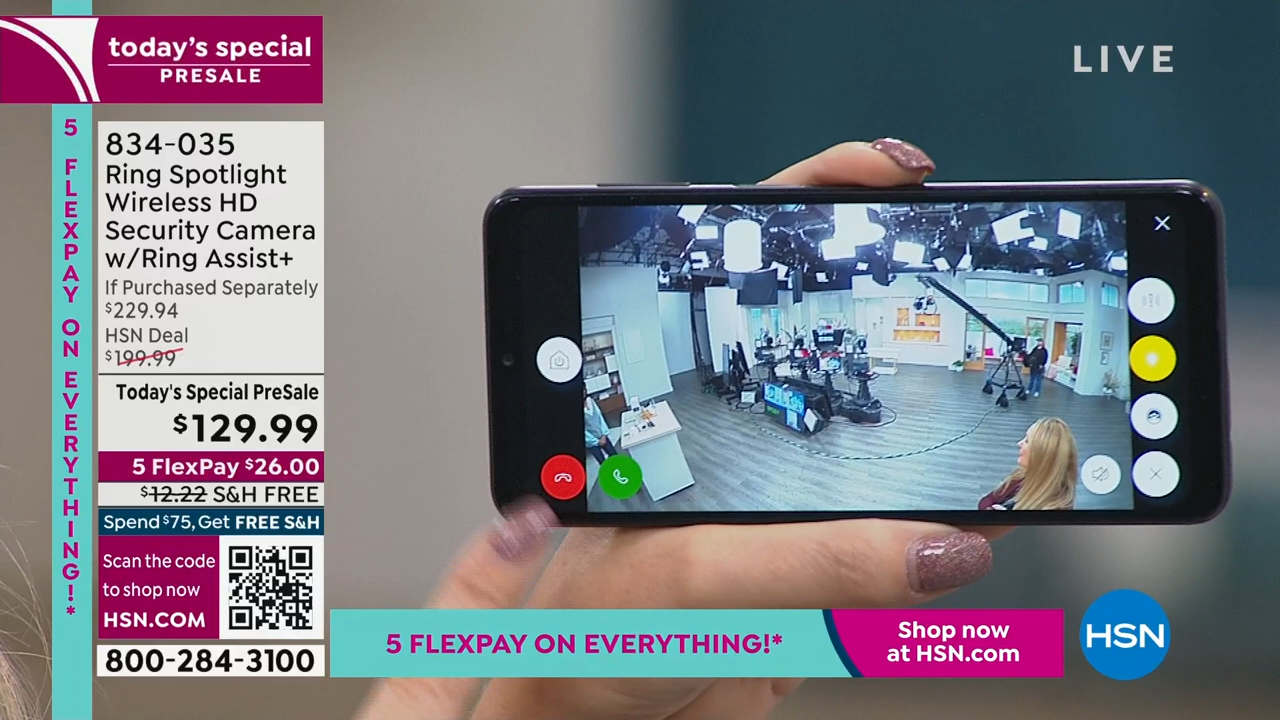 today's special
PRESALE
LIVE
5 FLEXPAY ON EVERYTHING!*
834-035
Ring Spotlight
Wireless HD
Security Camera
w/Ring Assist+
If Purchased Separately
$229.94
HSN Deal
$199.99
Today's Special PreSale
$129.99
5 FlexPay $26.00
$12.22 S&H FREE
Spend $75, Get FREE S&H
Scan the code
to shop now
HSN.COM
800-284-3100
5 FLEXPAY ON EVERYTHING!*
Shop now
at HSN.com
HSN